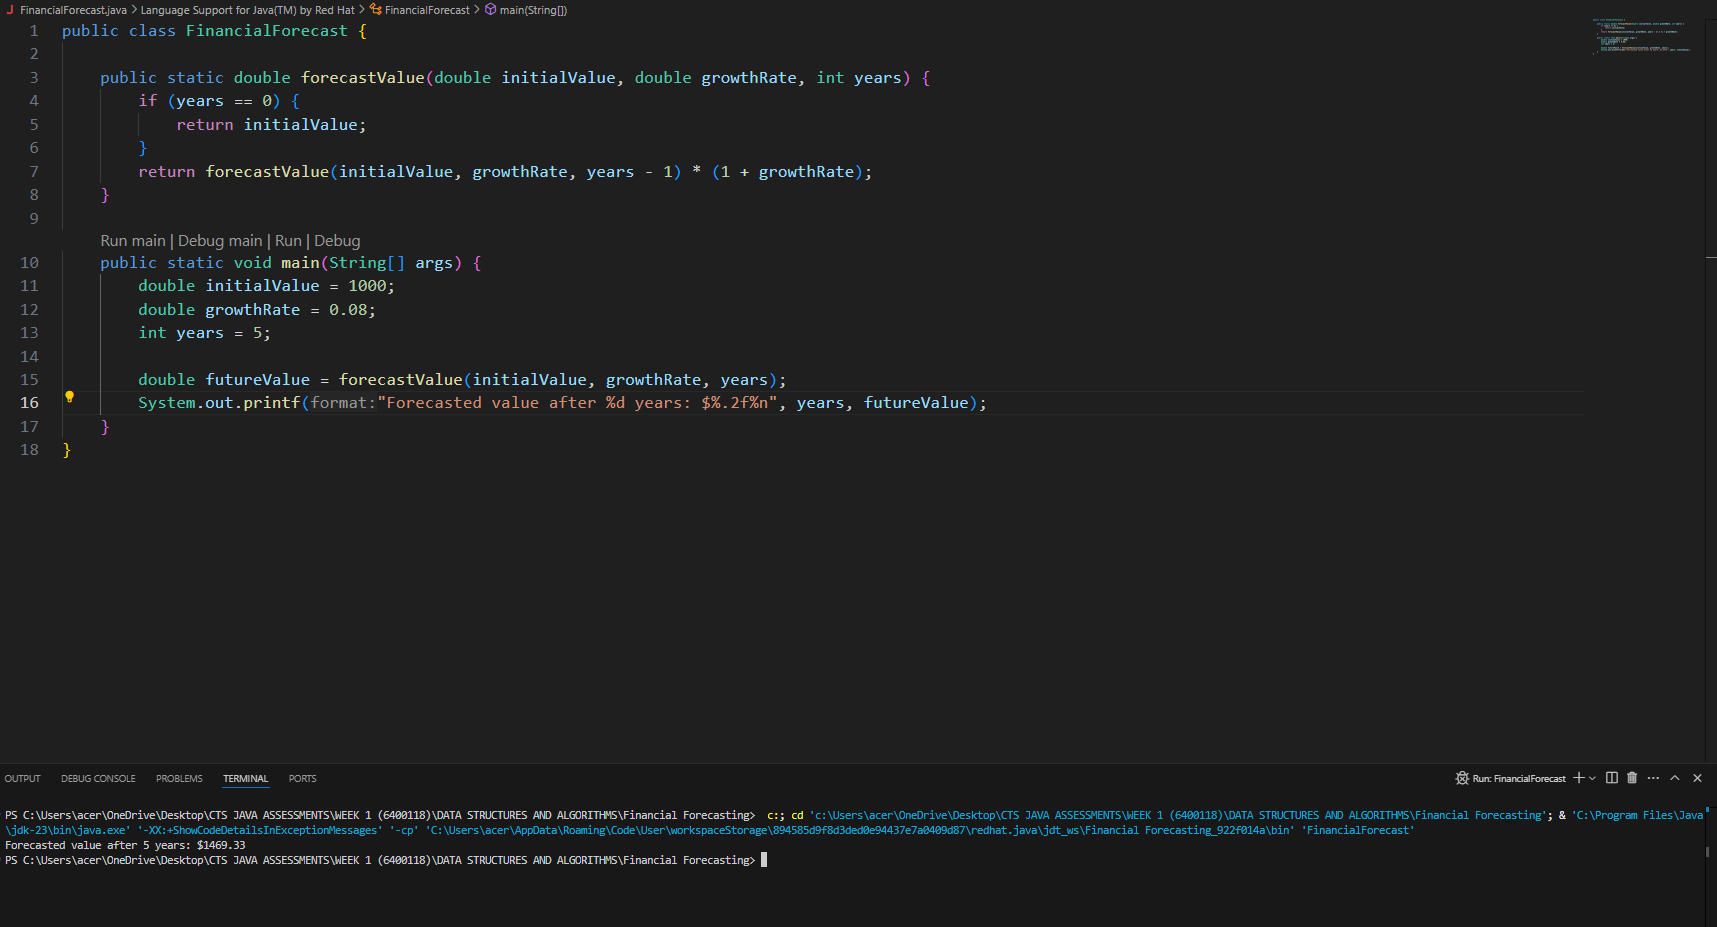 J FinancialForecast.java > Language Support for Java(TM) by Red Hat > FinancialForecast > main(String[])
1 public class FinancialForecast {
2
3     public static double forecastValue(double initialValue, double growthRate, int years) {
4         if (years == 0) {
5             return initialValue;
6         }
7         return forecastValue(initialValue, growthRate, years - 1) * (1 + growthRate);
8     }
9
Run main | Debug main | Run | Debug
10     public static void main(String[] args) {
11         double initialValue = 1000;
12         double growthRate = 0.08;
13         int years = 5;
14
15         double futureValue = forecastValue(initialValue, growthRate, years);
16         System.out.printf(format:"Forecasted value after %d years: $%.2f%n", years, futureValue);
17     }
18 }
OUTPUT DEBUG CONSOLE PROBLEMS TERMINAL PORTS Run: FinancialForecast
PS C:\Users\acer\OneDrive\Desktop\CTS JAVA ASSESSMENTS\WEEK 1 (6400118)\DATA STRUCTURES AND ALGORITHMS\Financial Forecasting>  c:; cd 'c:\Users\acer\OneDrive\Desktop\CTS JAVA ASSESSMENTS\WEEK 1 (6400118)\DATA STRUCTURES AND ALGORITHMS\Financial Forecasting'; & 'C:\Program Files\Java
\jdk-23\bin\java.exe' '-XX:+ShowCodeDetailsInExceptionMessages' '-cp' 'C:\Users\acer\AppData\Roaming\Code\User\workspaceStorage\894585d9f8d3ded0e94437e7a0409d87\redhat.java\jdt_ws\Financial Forecasting_922f014a\bin' 'FinancialForecast'
Forecasted value after 5 years: $1469.33
PS C:\Users\acer\OneDrive\Desktop\CTS JAVA ASSESSMENTS\WEEK 1 (6400118)\DATA STRUCTURES AND ALGORITHMS\Financial Forecasting>